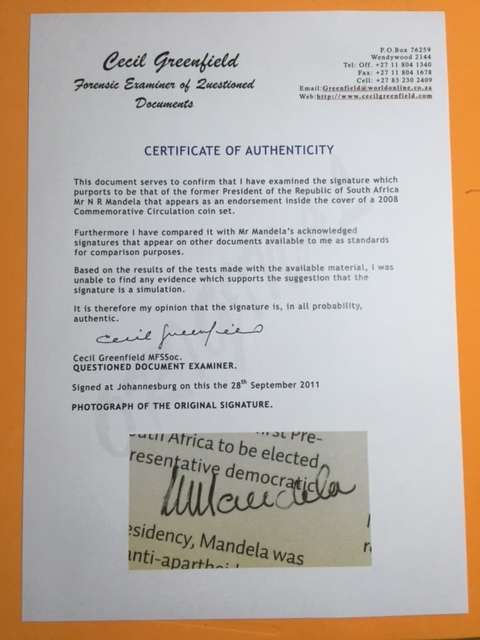 Cecil Greenfield
Forensic Examiner of Questioned
Documents
P.O.Box 76259
Wendywood 2144
Tel: Off. +27 11 804 1340
Fax: +27 11 804 1678
Cell: +27 83 230 2409
Email:Greenfield@worldonline.co.za
Web:http://www.cecilgreenfield.com
CERTIFICATE OF AUTHENTICITY
This document serves to confirm that I have examined the signature which
purports to be that of the former President of the Republic of South Africa
Mr N R Mandela that appears as an endorsement inside the cover of a 2008
Commemorative Circulation coin set.
Furthermore I have compared it with Mr Mandela's acknowledged
signatures that appear on other documents available to me as standards
for comparison purposes.
Based on the results of the tests made with the available material, I was
unable to find any evidence which supports the suggestion that the
signature is a simulation.
It is therefore my opinion that the signature is, in all probability,
authentic.
Cecil Greenfield
Cecil Greenfield MFSSoc.
QUESTIONED DOCUMENT EXAMINER.
Signed at Johannesburg on this the 28th September 2011
PHOTOGRAPH OF THE ORIGINAL SIGNATURE.
Africa to be elected
resentative democratic
Mandela
sidency, Mandela was
anti-aparthei